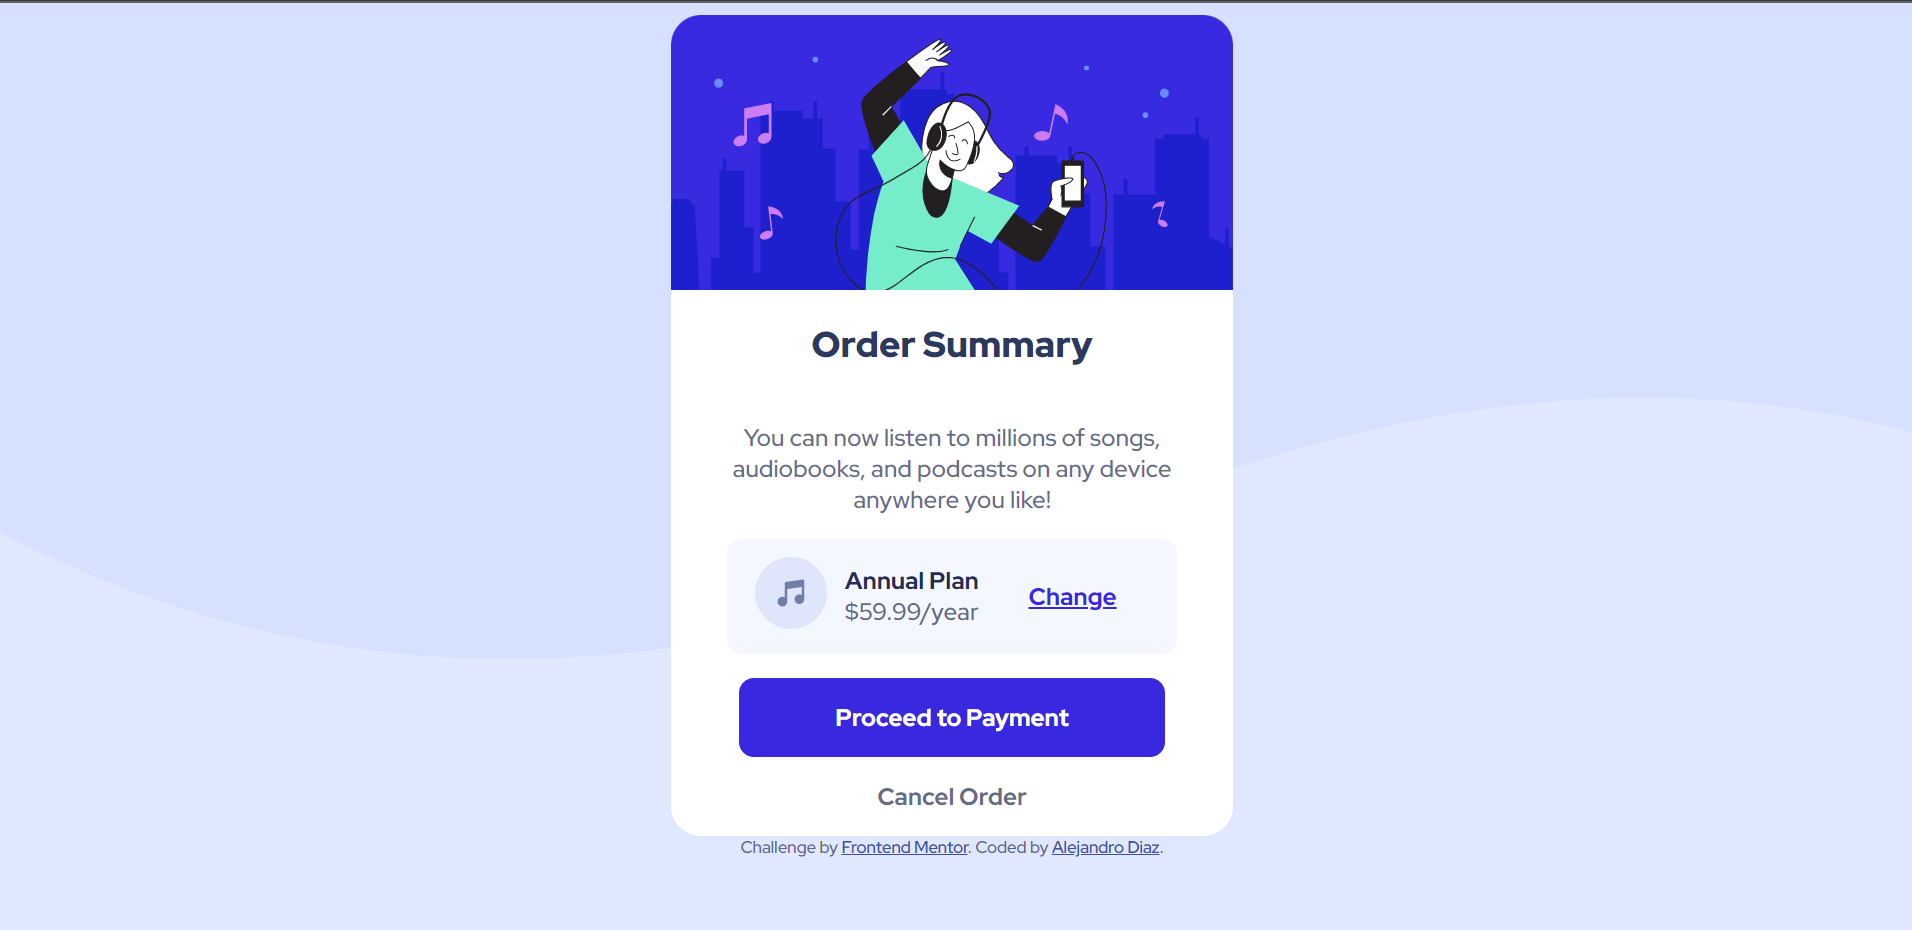 Order Summary
You can now listen to millions of songs,
audiobooks, and podcasts on any device
anywhere you like!
Annual Plan
$59.99/year
Change
Proceed to Payment
Cancel Order
Challenge by Frontend Mentor. Coded by Alejandro Diaz.